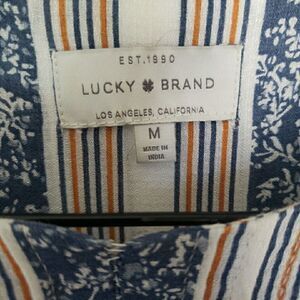 EST. 1990
LUCKY BRAND
LOS ANGELES, CALIFORNIA
M
MADE IN
INDIA